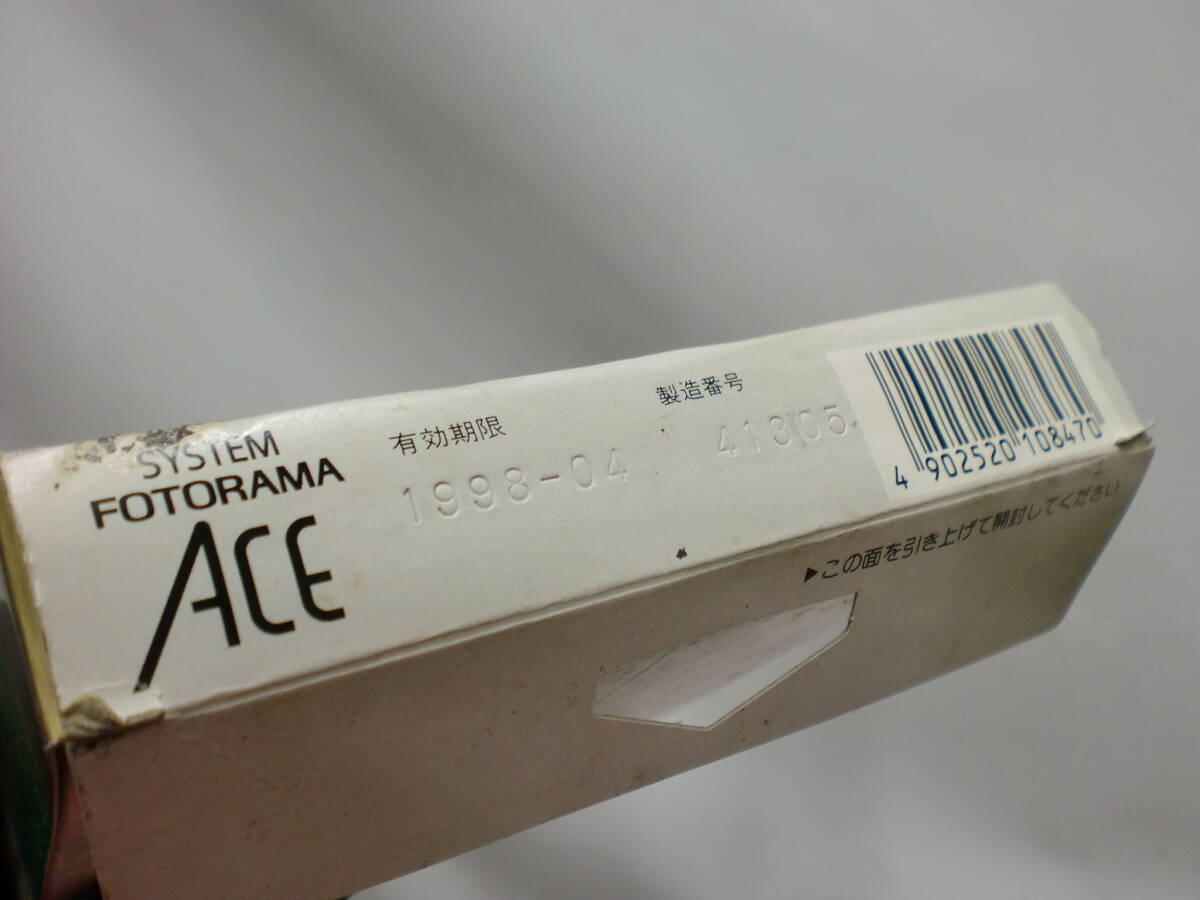 SYSTEM
FOTORAMA
ACE
有効期限
1998-04
製造番号
41305
4 902520 108470
▶この面を引き上げて開封してください